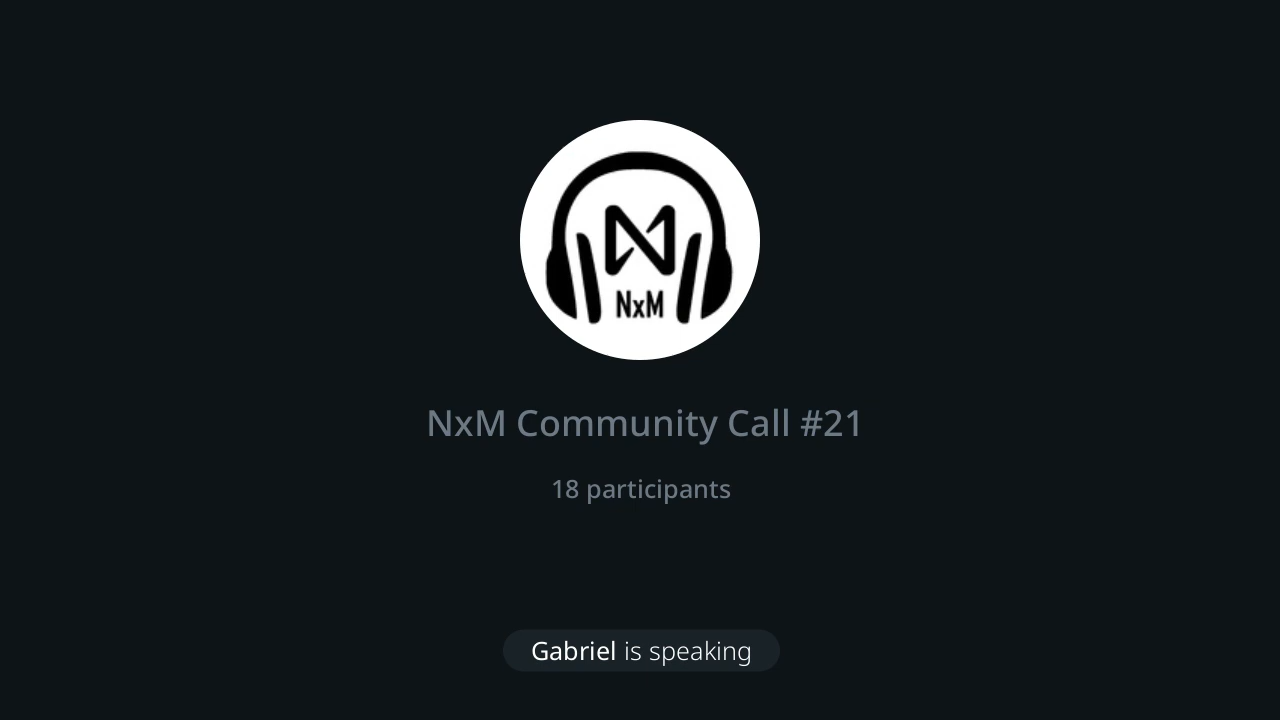 NxM
NxM Community Call #21
18 participants
Gabriel is speaking